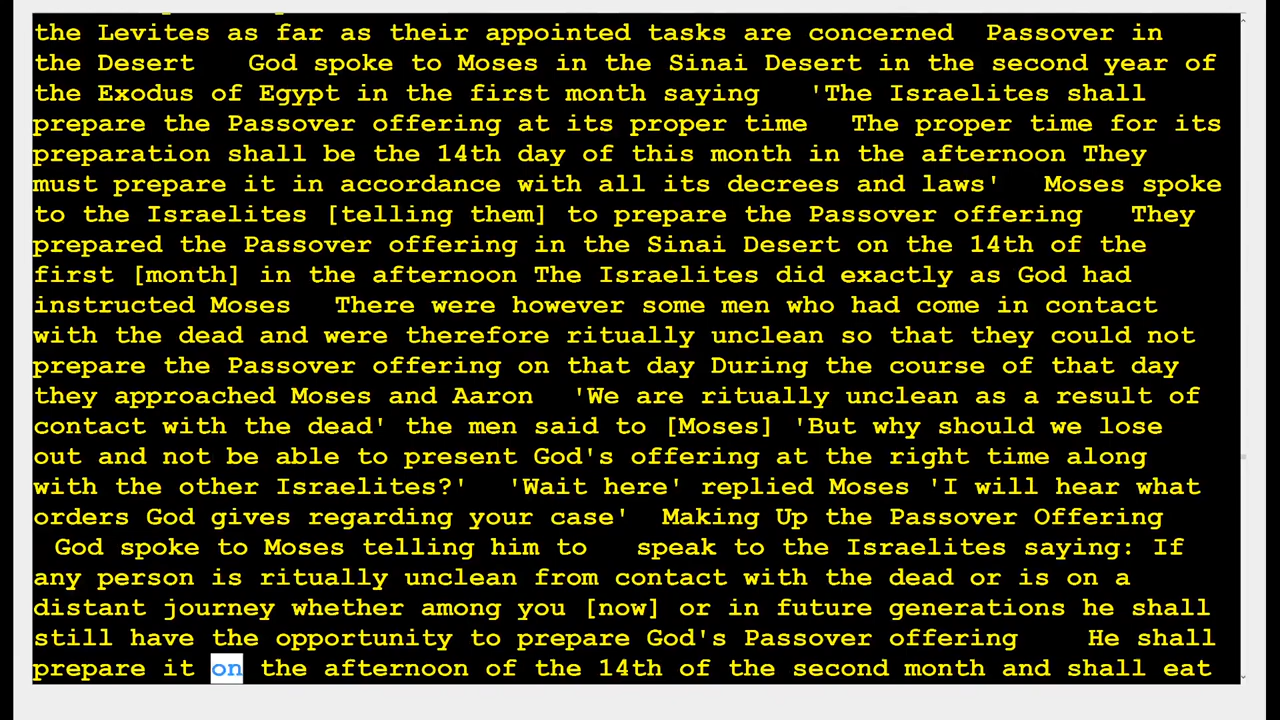 the Levites as far as their appointed tasks are concerned  Passover in
the Desert   God spoke to Moses in the Sinai Desert in the second year of
the Exodus of Egypt in the first month saying   'The Israelites shall
prepare the Passover offering at its proper time   The proper time for its
preparation shall be the 14th day of this month in the afternoon They
must prepare it in accordance with all its decrees and laws'   Moses spoke
to the Israelites [telling them] to prepare the Passover offering   They
prepared the Passover offering in the Sinai Desert on the 14th of the
first [month] in the afternoon The Israelites did exactly as God had
instructed Moses   There were however some men who had come in contact
with the dead and were therefore ritually unclean so that they could not
prepare the Passover offering on that day During the course of that day
they approached Moses and Aaron  'We are ritually unclean as a result of
contact with the dead' the men said to [Moses] 'But why should we lose
out and not be able to present God's offering at the right time along
with the other Israelites?'  'Wait here' replied Moses 'I will hear what
orders God gives regarding your case'  Making Up the Passover Offering
God spoke to Moses telling him to   speak to the Israelites saying: If
any person is ritually unclean from contact with the dead or is on a
distant journey whether among you [now] or in future generations he shall
still have the opportunity to prepare God's Passover offering    He shall
prepare it on the afternoon of the 14th of the second month and shall eat